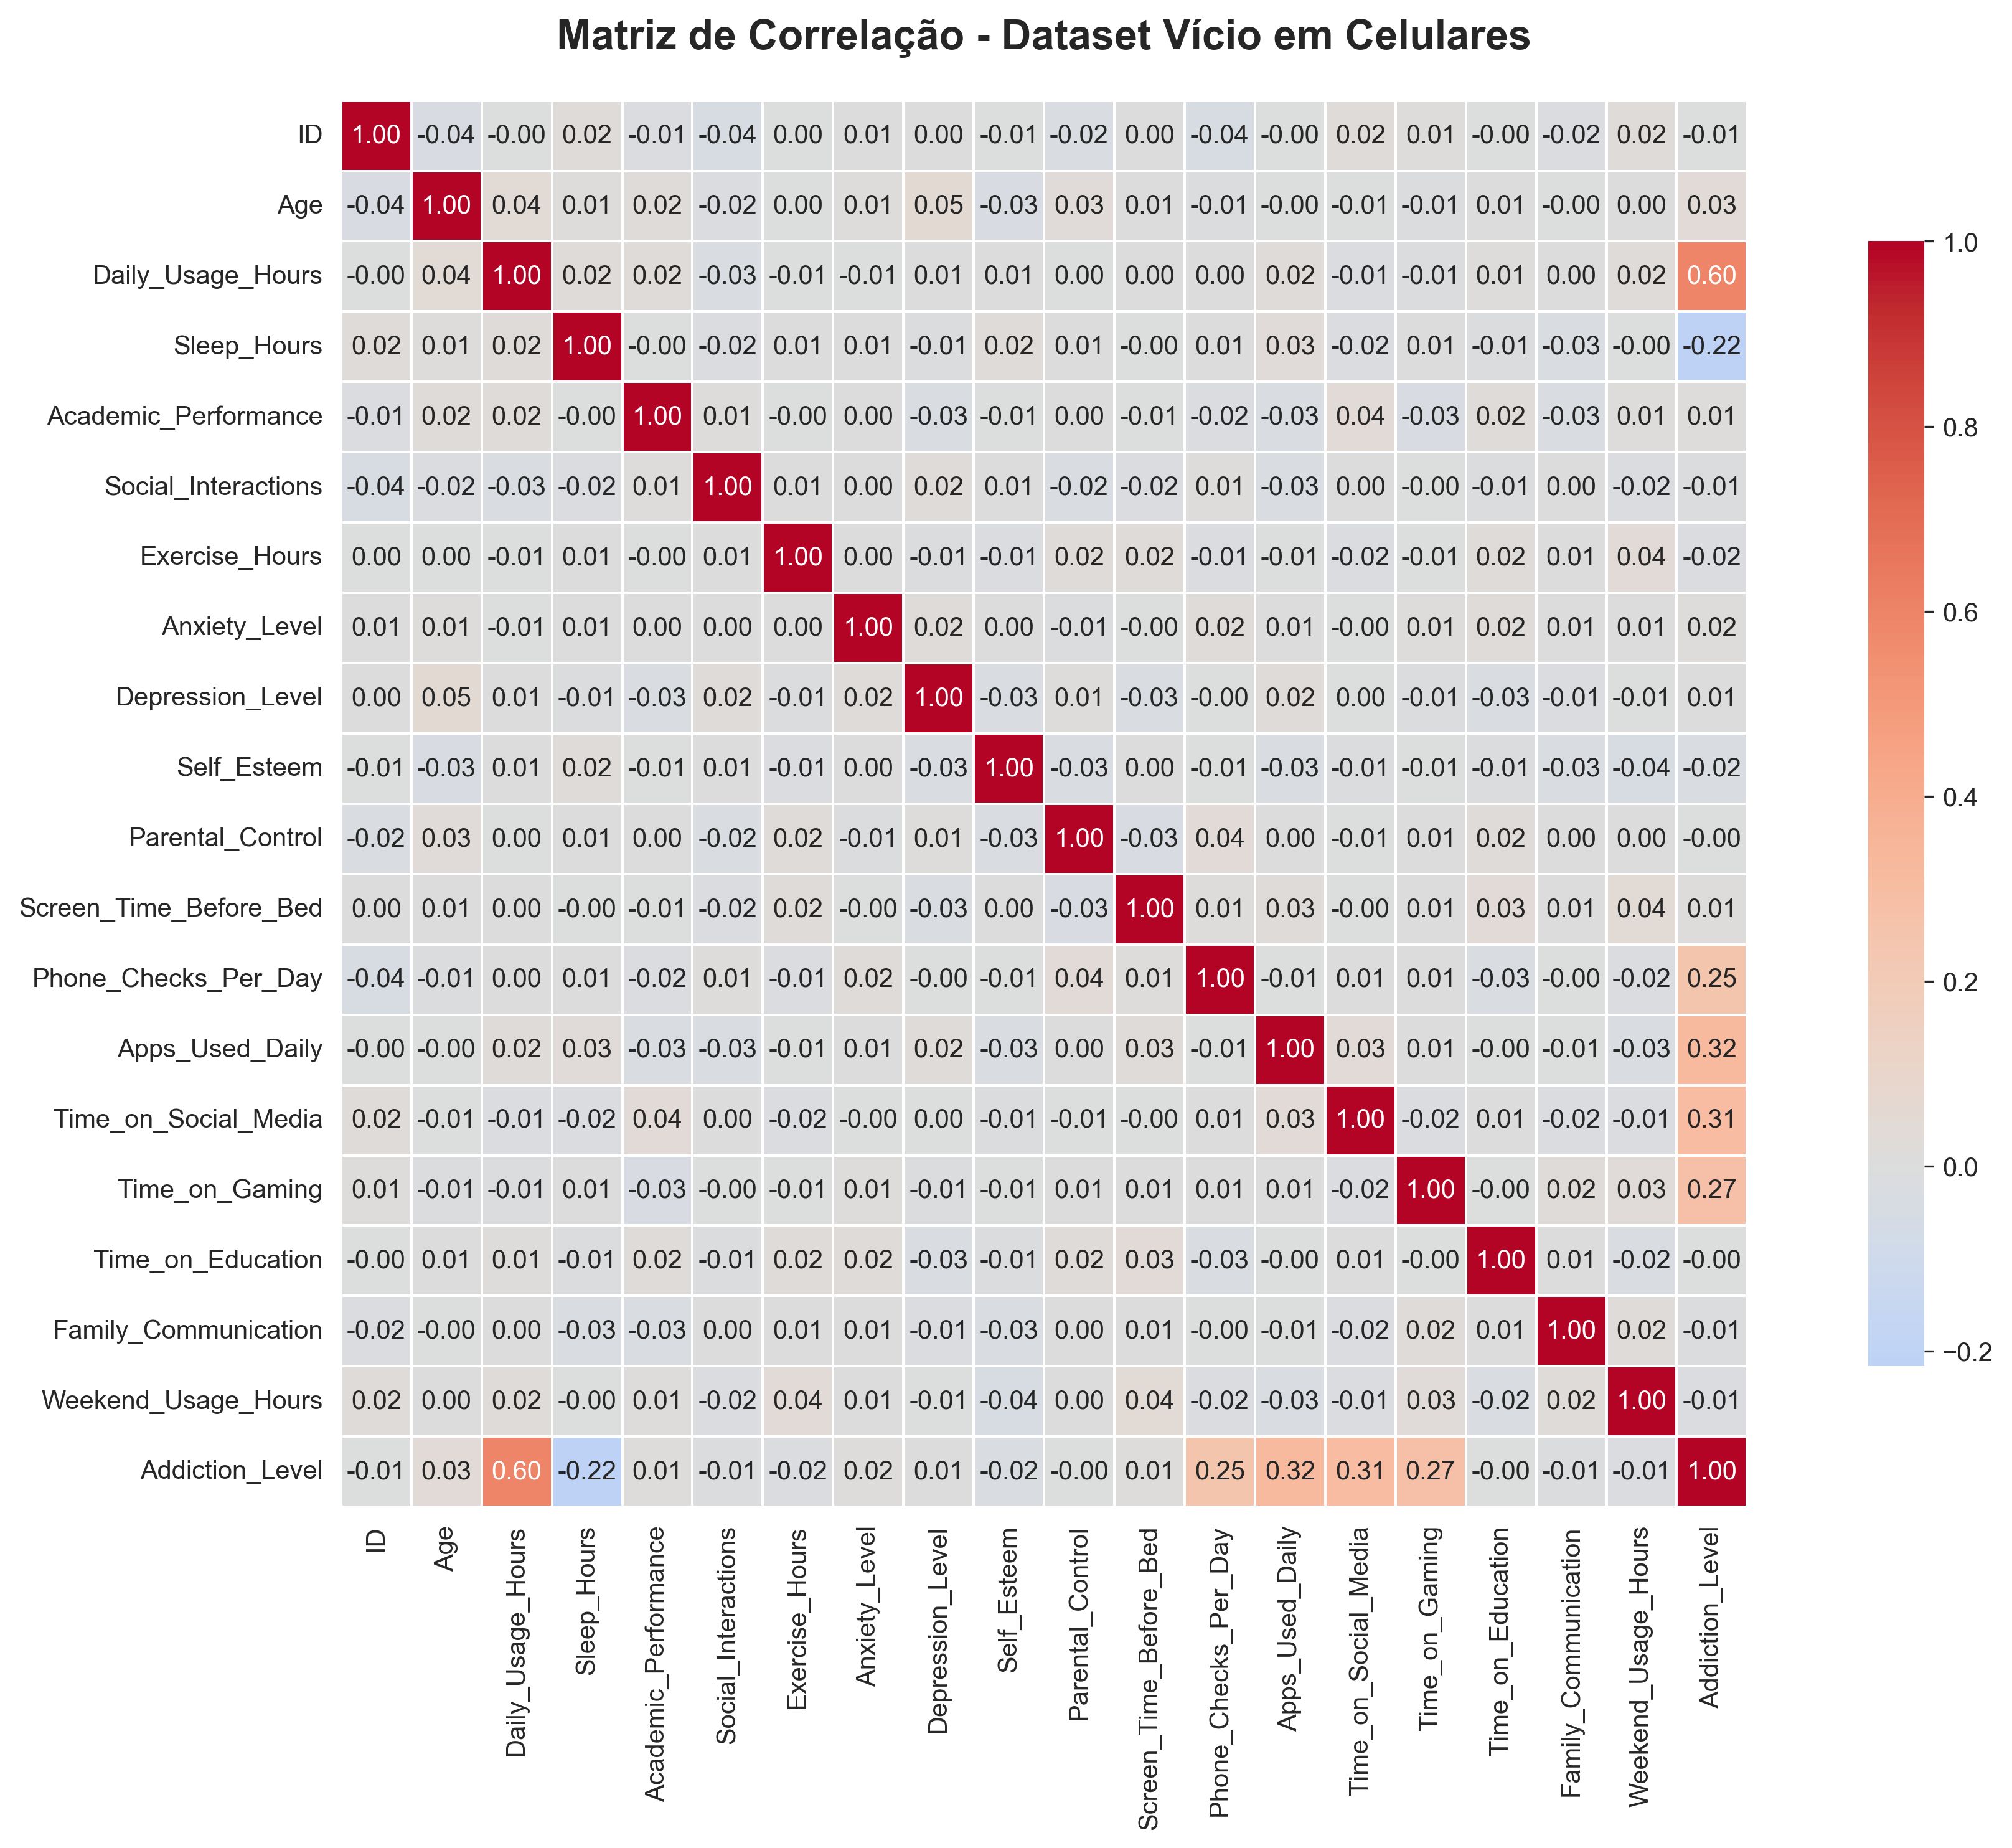 Matriz de Correlação - Dataset Vício em Celulares
ID 1.00 -0.04 -0.00 0.02 -0.01 -0.04 0.00 0.01 0.00 -0.01 -0.02 0.00 -0.04 -0.00 0.02 0.01 -0.00 -0.02 0.02 -0.01
Age -0.04 1.00 0.04 0.01 0.02 -0.02 0.00 0.01 0.05 -0.03 0.03 0.01 -0.01 -0.00 -0.01 -0.01 0.01 -0.00 0.00 0.03
Daily_Usage_Hours -0.00 0.04 1.00 0.02 0.02 -0.03 -0.01 -0.01 0.01 0.01 0.00 0.00 0.00 0.02 -0.01 -0.01 0.01 0.00 0.02 0.60
Sleep_Hours 0.02 0.01 0.02 1.00 -0.00 -0.02 0.01 0.01 -0.01 0.02 0.01 -0.00 0.01 0.03 -0.02 0.01 -0.01 -0.03 -0.00 -0.22
Academic_Performance -0.01 0.02 0.02 -0.00 1.00 0.01 -0.00 0.00 -0.03 -0.01 0.00 -0.01 -0.02 -0.03 0.04 -0.03 0.02 -0.03 0.01 0.01
Social_Interactions -0.04 -0.02 -0.03 -0.02 0.01 1.00 0.01 0.00 0.02 0.01 -0.02 -0.02 0.01 -0.03 0.00 -0.00 -0.01 0.00 -0.02 -0.01
Exercise_Hours 0.00 0.00 -0.01 0.01 -0.00 0.01 1.00 0.00 -0.01 -0.01 0.02 0.02 -0.01 -0.01 -0.02 -0.01 0.02 0.01 0.04 -0.02
Anxiety_Level 0.01 0.01 -0.01 0.01 0.00 0.00 0.00 1.00 0.02 0.00 -0.01 -0.00 0.02 0.01 -0.00 0.01 0.02 0.01 0.01 0.02
Depression_Level 0.00 0.05 0.01 -0.01 -0.03 0.02 -0.01 0.02 1.00 -0.03 0.01 -0.03 -0.00 0.02 0.00 -0.01 -0.03 -0.01 -0.01 0.01
Self_Esteem -0.01 -0.03 0.01 0.02 -0.01 0.01 -0.01 0.00 -0.03 1.00 -0.03 0.00 -0.01 -0.03 -0.01 -0.01 -0.01 -0.03 -0.04 -0.02
Parental_Control -0.02 0.03 0.00 0.01 0.00 -0.02 0.02 -0.01 0.01 -0.03 1.00 -0.03 0.04 0.00 -0.01 0.01 0.02 0.00 0.00 -0.00
Screen_Time_Before_Bed 0.00 0.01 0.00 -0.00 -0.01 -0.02 0.02 -0.00 -0.03 0.00 -0.03 1.00 0.01 0.03 -0.00 0.01 0.03 0.01 0.04 0.01
Phone_Checks_Per_Day -0.04 -0.01 0.00 0.01 -0.02 0.01 -0.01 0.02 -0.00 -0.01 0.04 0.01 1.00 -0.01 0.01 0.01 -0.03 -0.00 -0.02 0.25
Apps_Used_Daily -0.00 -0.00 0.02 0.03 -0.03 -0.03 -0.01 0.01 0.02 -0.03 0.00 0.03 -0.01 1.00 0.03 0.01 -0.00 -0.01 -0.03 0.32
Time_on_Social_Media 0.02 -0.01 -0.01 -0.02 0.04 0.00 -0.02 -0.00 0.00 -0.01 -0.01 -0.00 0.01 0.03 1.00 -0.02 0.01 -0.02 -0.01 0.31
Time_on_Gaming 0.01 -0.01 -0.01 0.01 -0.03 -0.00 -0.01 0.01 -0.01 -0.01 0.01 0.01 0.01 0.01 -0.02 1.00 -0.00 0.02 0.03 0.27
Time_on_Education -0.00 0.01 0.01 -0.01 0.02 -0.01 0.02 0.02 -0.03 -0.01 0.02 0.03 -0.03 -0.00 0.01 -0.00 1.00 0.01 -0.02 -0.00
Family_Communication -0.02 -0.00 0.00 -0.03 -0.03 0.00 0.01 0.01 -0.01 -0.03 0.00 0.01 -0.00 -0.01 -0.02 0.02 0.01 1.00 0.02 -0.01
Weekend_Usage_Hours 0.02 0.00 0.02 -0.00 0.01 -0.02 0.04 0.01 -0.01 -0.04 0.00 0.04 -0.02 -0.03 -0.01 0.03 -0.02 0.02 1.00 -0.01
Addiction_Level -0.01 0.03 0.60 -0.22 0.01 -0.01 -0.02 0.02 0.01 -0.02 -0.00 0.01 0.25 0.32 0.31 0.27 -0.00 -0.01 -0.01 1.00
ID
Age
Daily_Usage_Hours
Sleep_Hours
Academic_Performance
Social_Interactions
Exercise_Hours
Anxiety_Level
Depression_Level
Self_Esteem
Parental_Control
Screen_Time_Before_Bed
Phone_Checks_Per_Day
Apps_Used_Daily
Time_on_Social_Media
Time_on_Gaming
Time_on_Education
Family_Communication
Weekend_Usage_Hours
Addiction_Level
1.0
0.8
0.6
0.4
0.2
0.0
−0.2